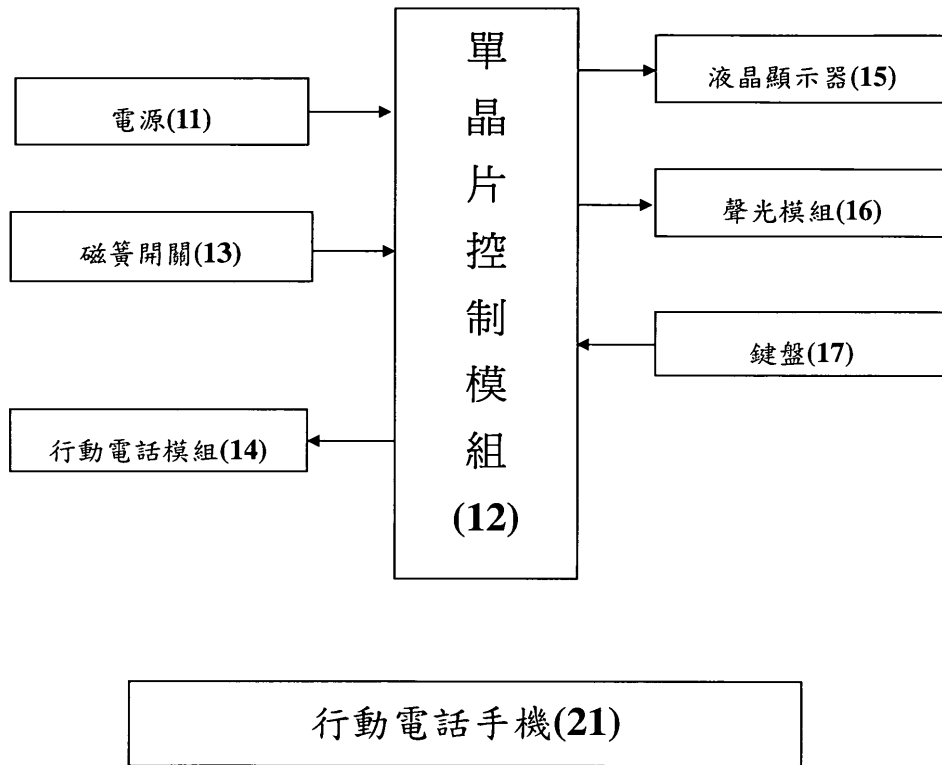 電源(11)
磁簧開關(13)
行動電話模組(14)
單晶片控制模組(12)
液晶顯示器(15)
聲光模組(16)
鍵盤(17)
行動電話手機(21)